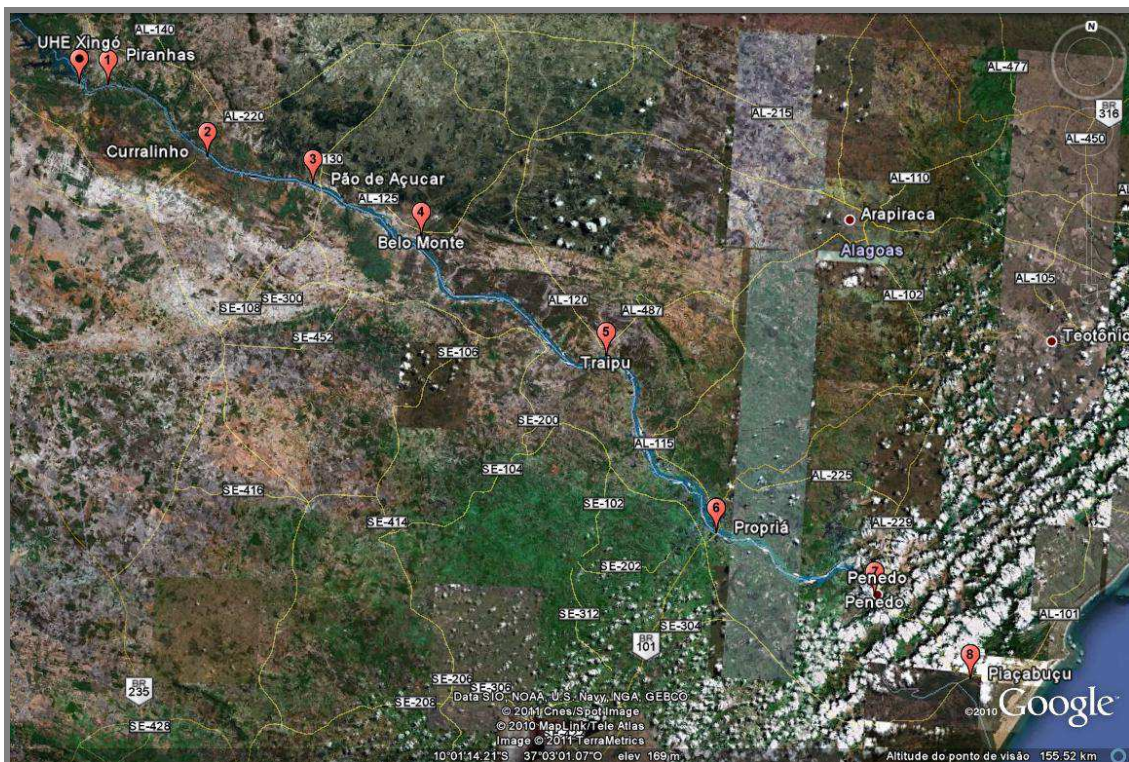 AL-140
UHE Xingó
Piranhas
1
AL-477
BR
316
N
AL-220
AL-215
AL-450
2
Curralinho
3
130
Pão de Açucar
AL-110
AL-125
4
Belo Monte
Arapiraca
Alagoas
AL-105
AL-102
SE-300
SE-108
AL-120
AL-487
SE-452
5
Teotônio
SE-106
Traipu
SE-200
AL-115
SE-104
SE-416
SE-102
AL-225
SE-414
6
Propriá
AL-229
SE-202
7
Penedo
Penedo
SE-312
AL-101
SE-304
BR
101
8
Piaçabuçu
BR
235
SE-206
SE-306
SE-208
Data SIO, NOAA, U.S. Navy, NGA, GEBCO
© 2011 Cnes/Spot Image
© 2010 MapLink/Tele Atlas
Image © 2011 TerraMetrics
©2010 Google
SE-428
10°01'14.21"S 37°03'01.07"O elev 169 m
Altitude do ponto de visão 155.52 km